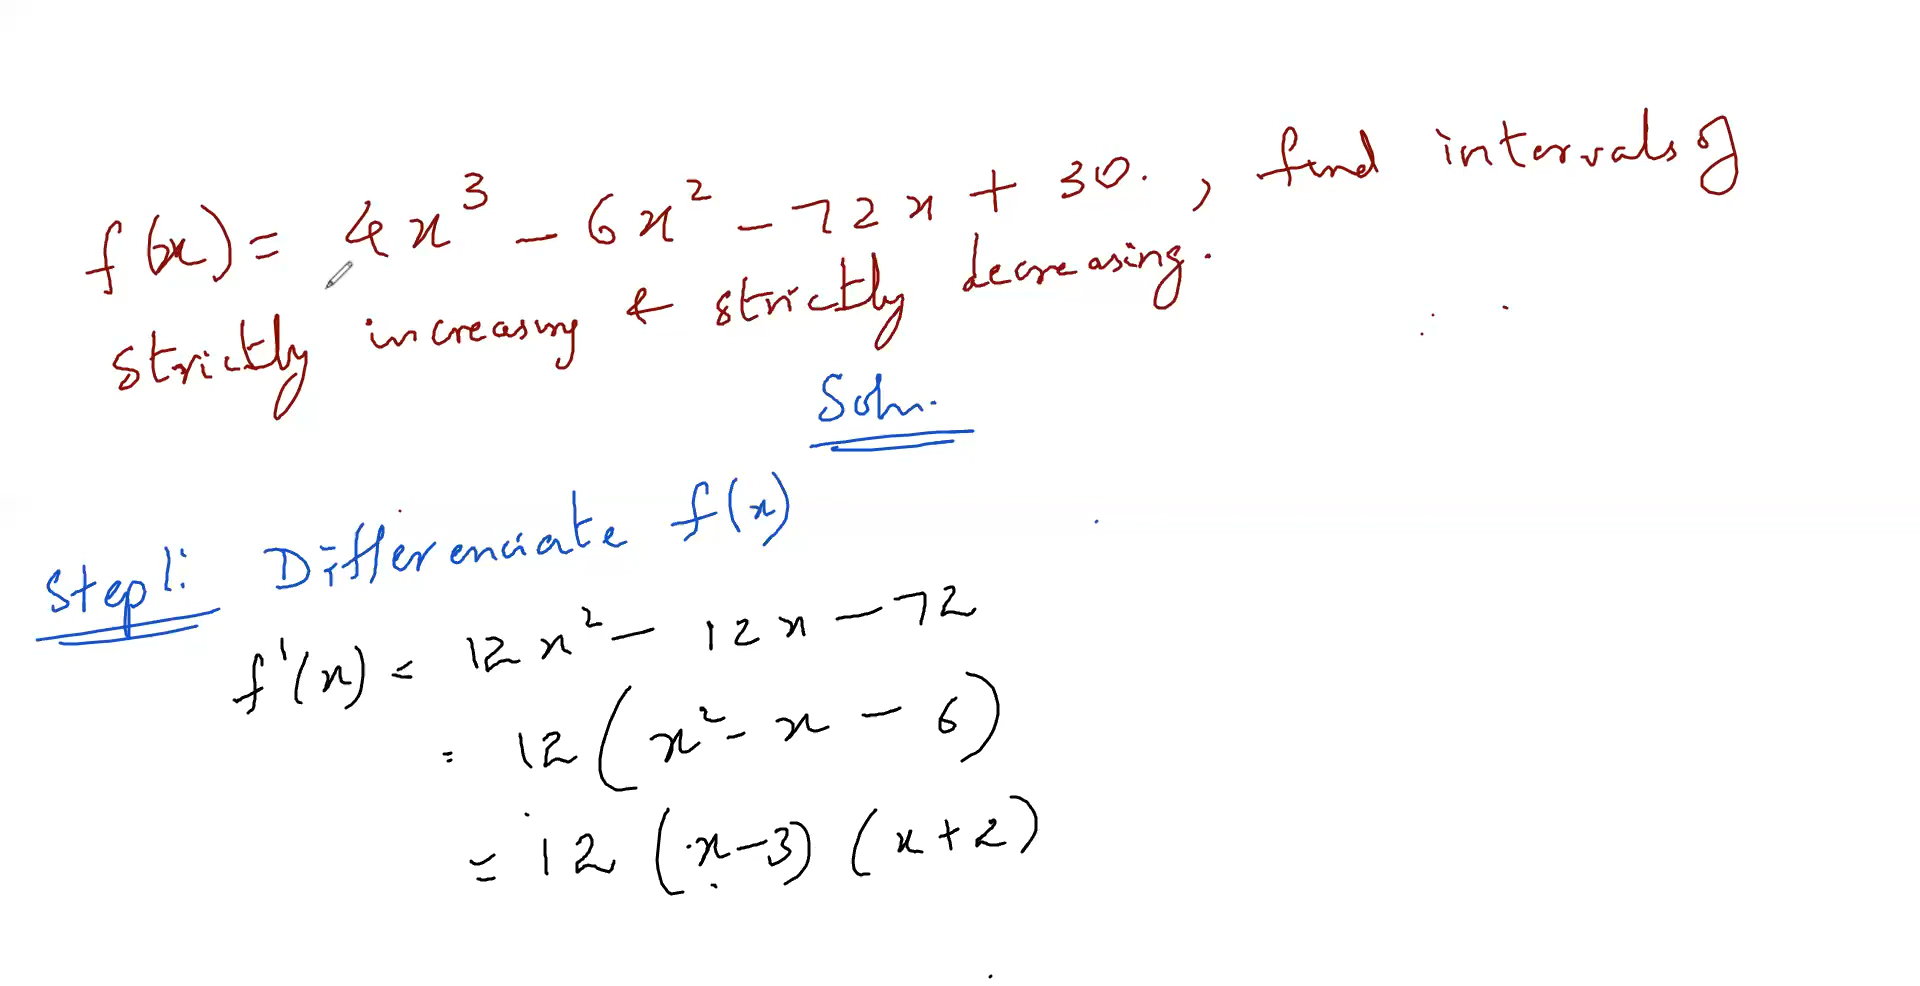 f(x) = 4x³ - 6x² - 72x + 30. , find intervals of
strictly increasing & strictly decreasing.
Soln.
Step 1: Differenciate f(x)
f'(x) = 12x² - 12x - 72
= 12(x² - x - 6)
= 12 (x-3) (x+2)